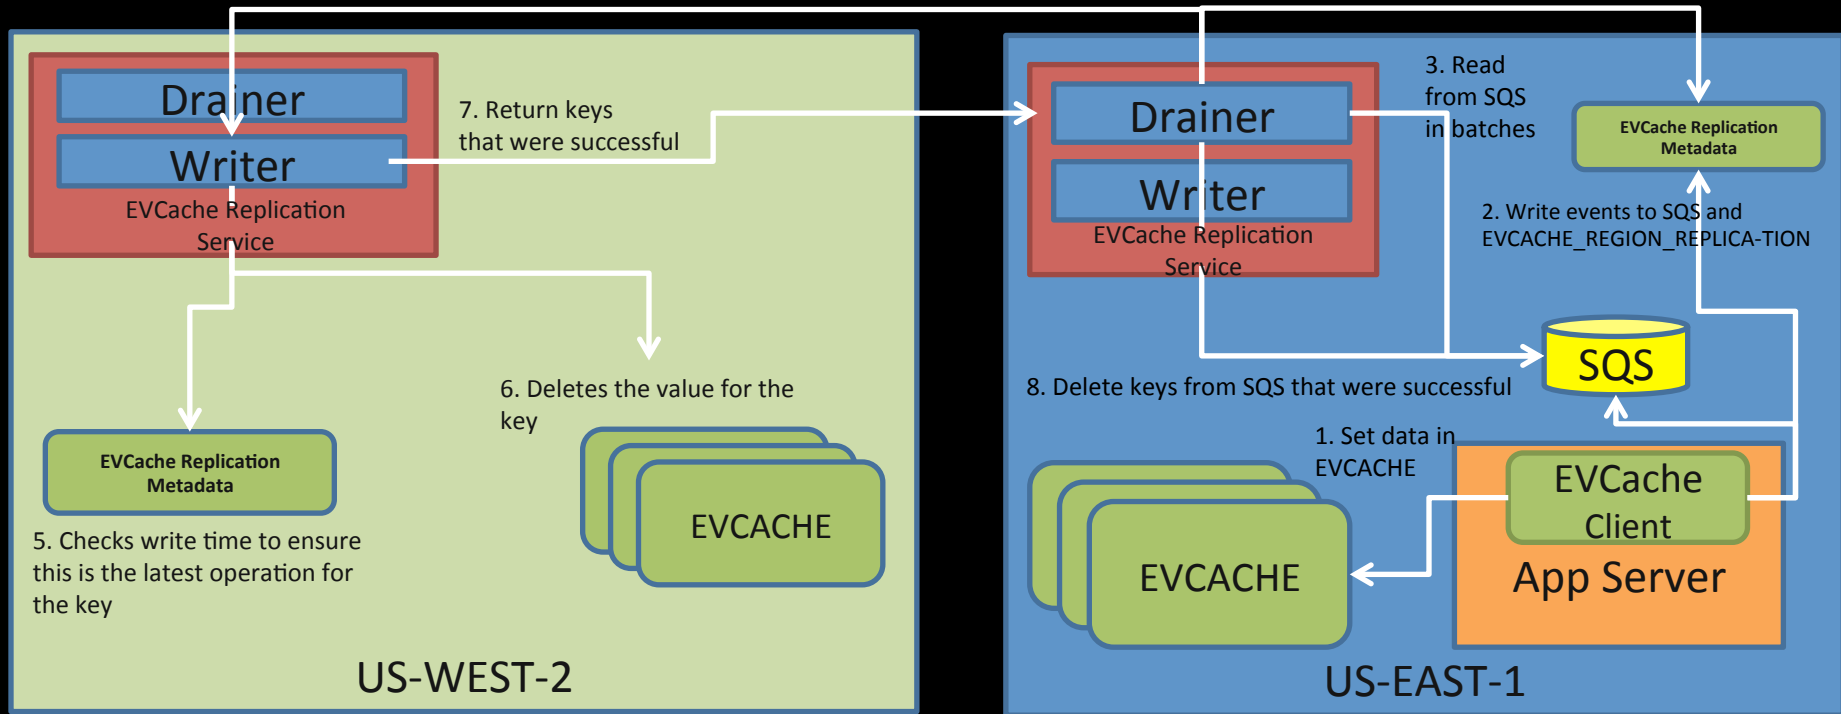 Drainer
Writer
EVCache Replication
Service
7. Return keys
that were successful
5. Checks write time to ensure
this is the latest operation for
the key
EVCache Replication
Metadata
6. Deletes the value for the
key
EVCACHE
US-WEST-2
Drainer
Writer
EVCache Replication
Service
3. Read
from SQS
in batches
EVCache Replication
Metadata
2. Write events to SQS and
EVCACHE_REGION_REPLICA-TION
SQS
8. Delete keys from SQS that were successful
1. Set data in
EVCACHE
EVCACHE
EVCache
Client
App Server
US-EAST-1